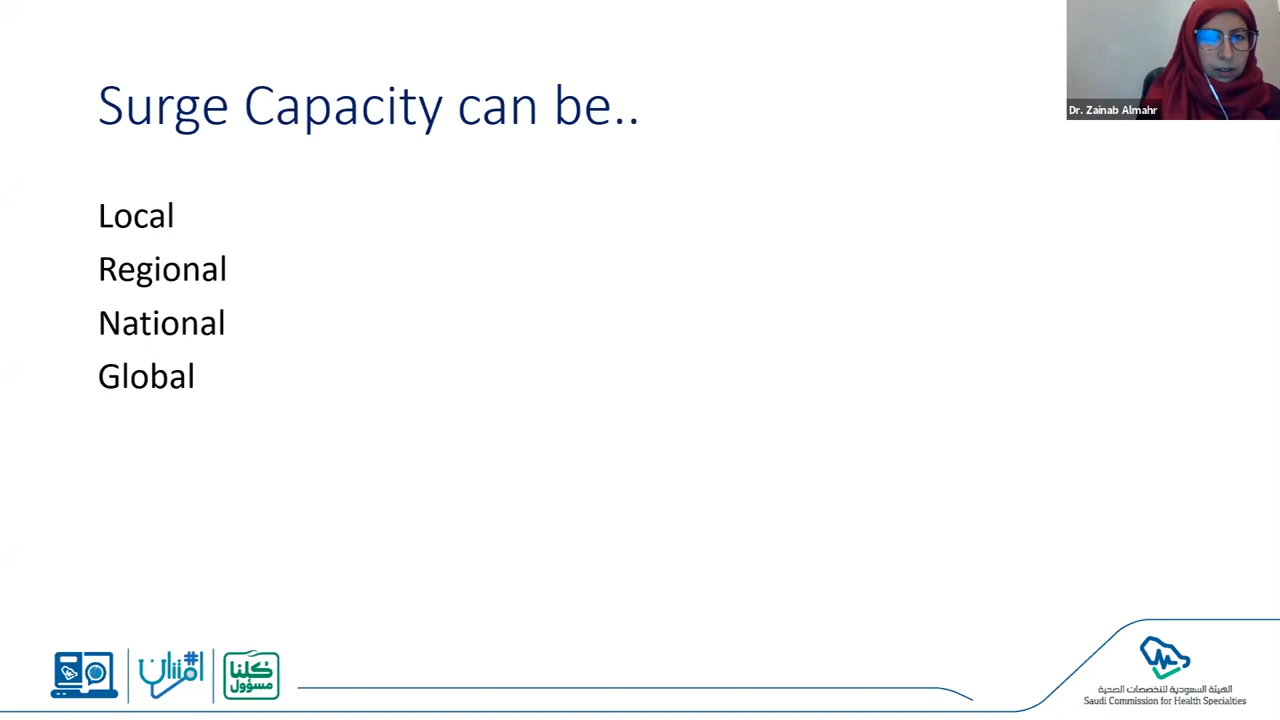 Surge Capacity can be..
Dr. Zainab Almahr
Local
Regional
National
Global
#امتنان
كلنا
مسؤول
الهيئة السعودية للتخصصات الصحية
Saudi Commission for Health Specialties